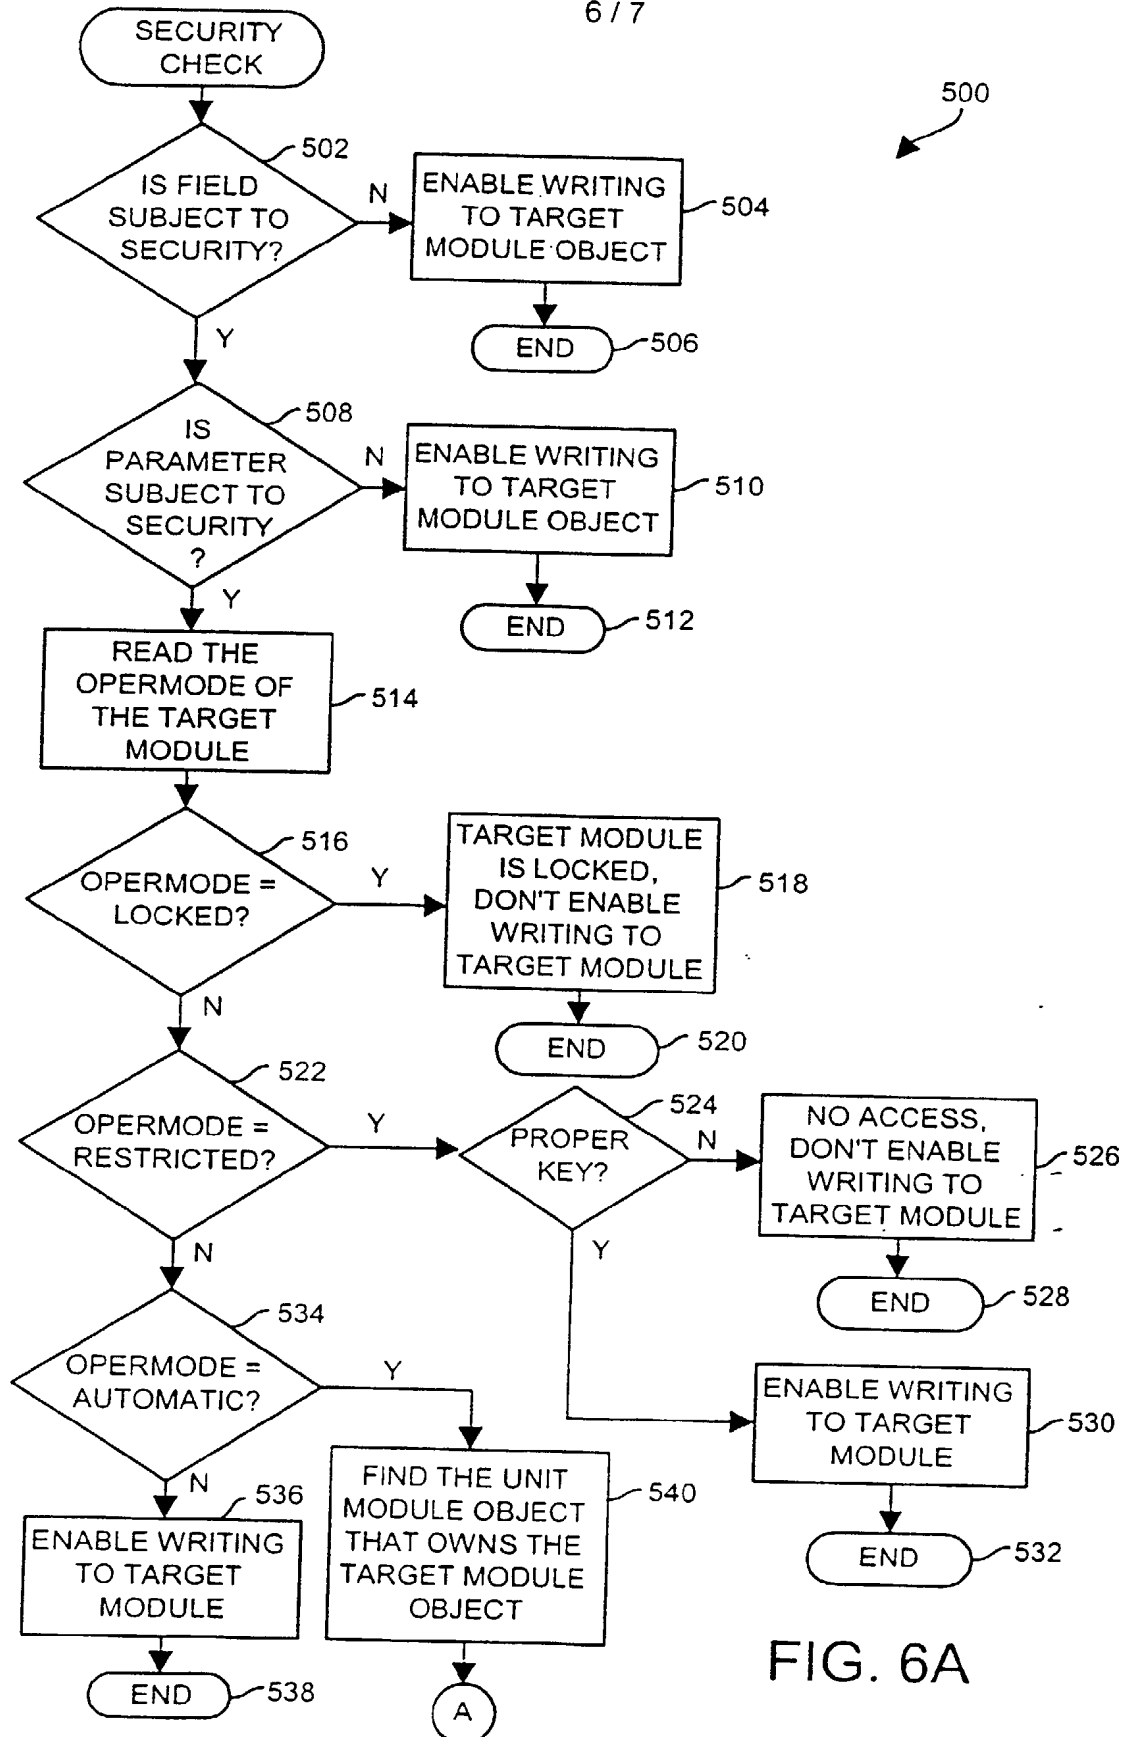 6 / 7
SECURITY
CHECK
500
502
IS FIELD
SUBJECT TO
SECURITY?
N
ENABLE WRITING
TO TARGET
MODULE OBJECT
504
Y
END
506
508
IS
PARAMETER
SUBJECT TO
SECURITY
?
N
ENABLE WRITING
TO TARGET
MODULE OBJECT
510
Y
END
512
READ THE
OPERMODE OF
THE TARGET
MODULE
514
516
OPERMODE =
LOCKED?
Y
TARGET MODULE
IS LOCKED,
DON'T ENABLE
WRITING TO
TARGET MODULE
518
N
END
520
522
OPERMODE =
RESTRICTED?
Y
524
PROPER
KEY?
N
NO ACCESS,
DON'T ENABLE
WRITING TO
TARGET MODULE
526
N
Y
END
528
534
OPERMODE =
AUTOMATIC?
Y
ENABLE WRITING
TO TARGET
MODULE
530
N
END
532
536
ENABLE WRITING
TO TARGET
MODULE
FIND THE UNIT
MODULE OBJECT
THAT OWNS THE
TARGET MODULE
OBJECT
540
END
538
A
FIG. 6A